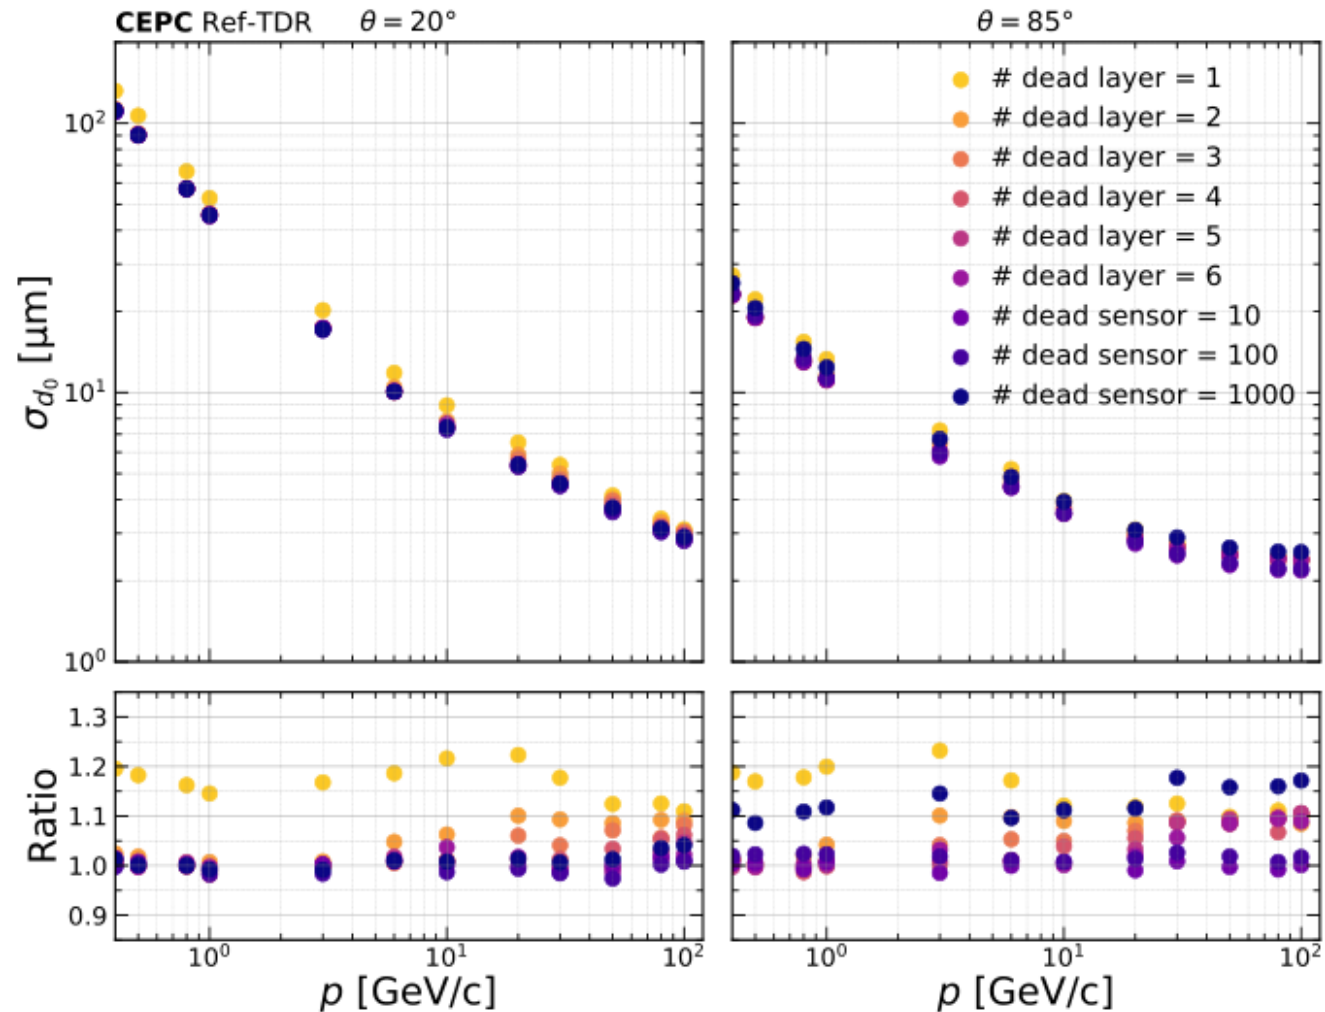 CEPC Ref-TDR θ = 20°
θ = 85°
# dead layer = 1
# dead layer = 2
# dead layer = 3
# dead layer = 4
# dead layer = 5
# dead layer = 6
# dead sensor = 10
# dead sensor = 100
# dead sensor = 1000
σd₀ [μm]
10²
10¹
10⁰
Ratio
1.3
1.2
1.1
1.0
0.9
10⁰ 10¹ 10²
10⁰ 10¹ 10²
p [GeV/c]
p [GeV/c]